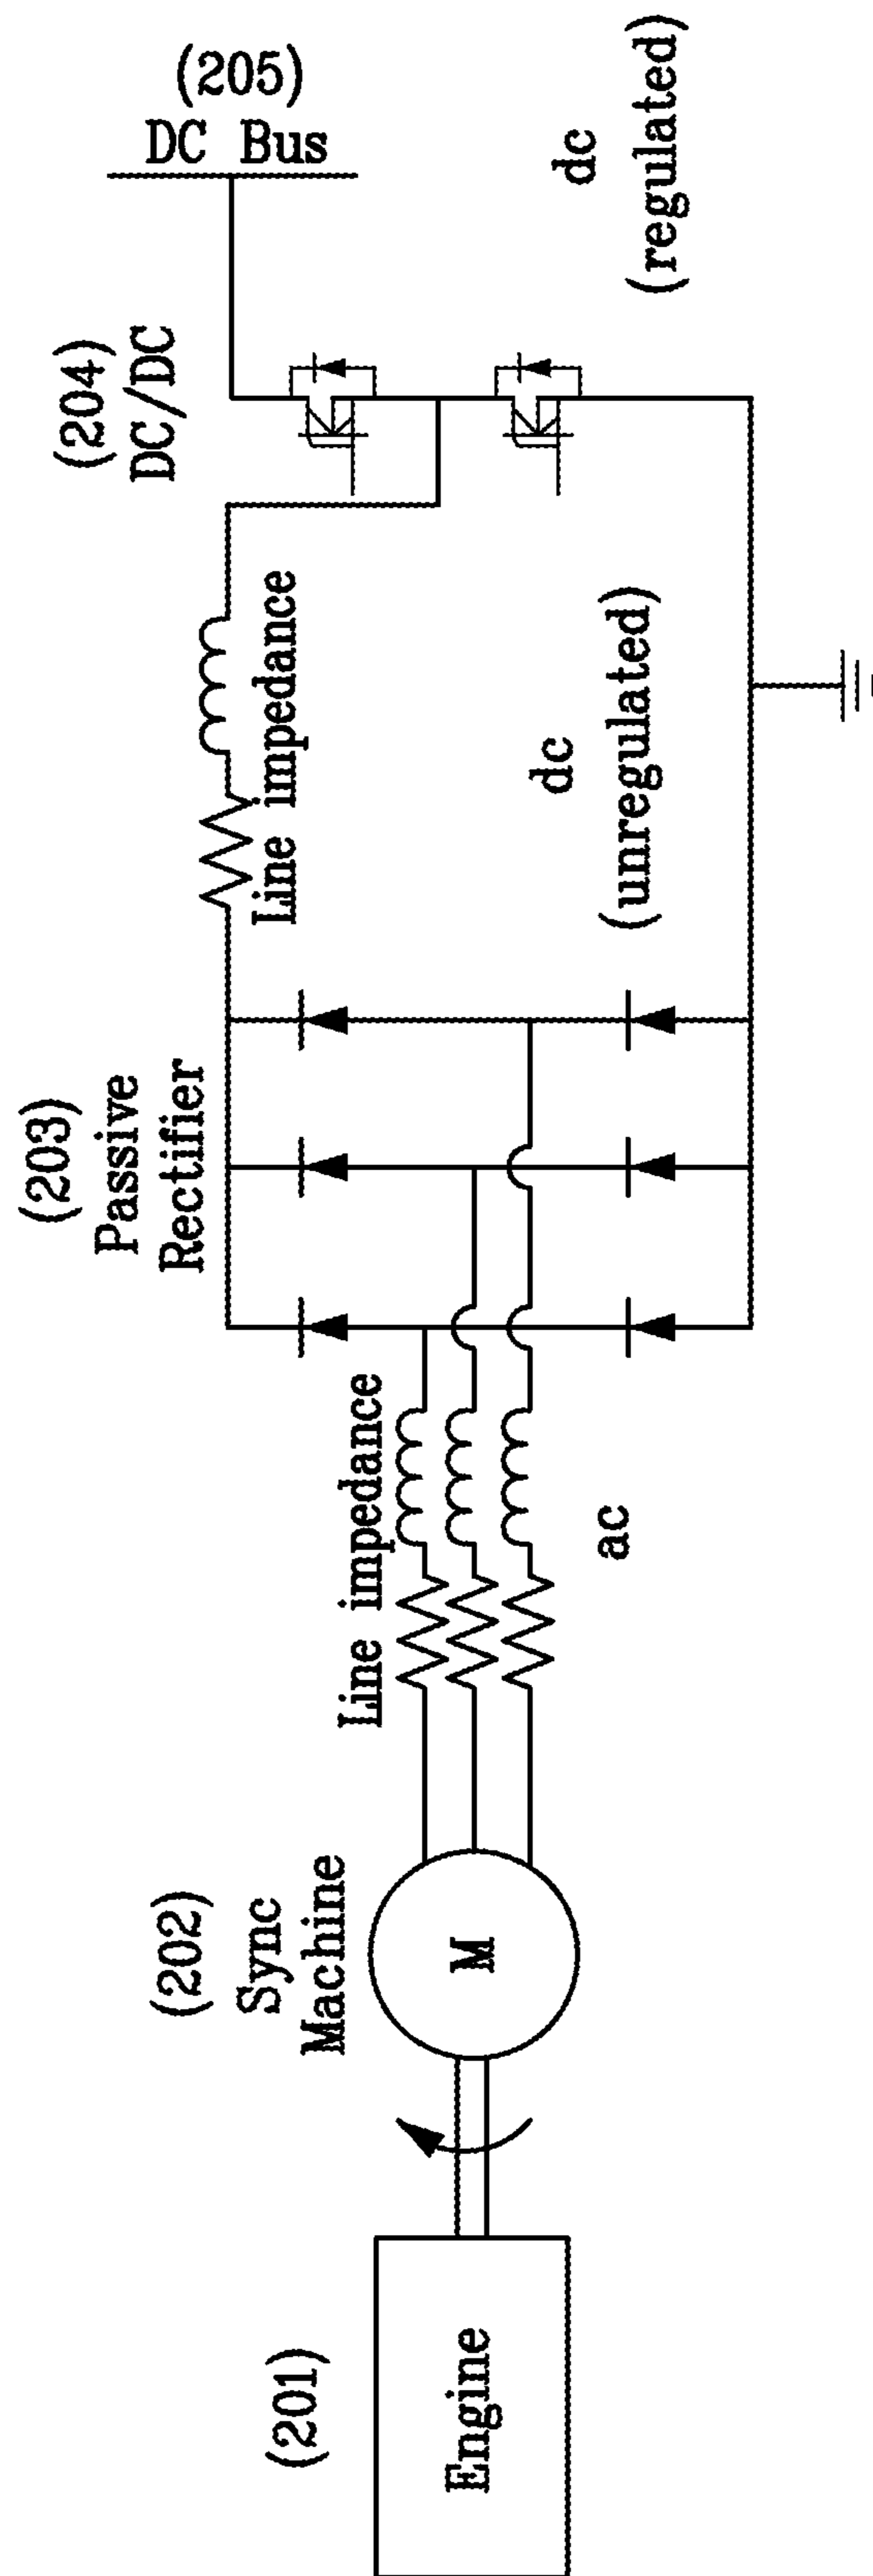 (201)
Engine
(202)
Sync
Machine
M
Line impedance
ac
(203)
Passive
Rectifier
Line impedance
dc
(unregulated)
(204)
DC/DC
(205)
DC Bus
dc
(regulated)